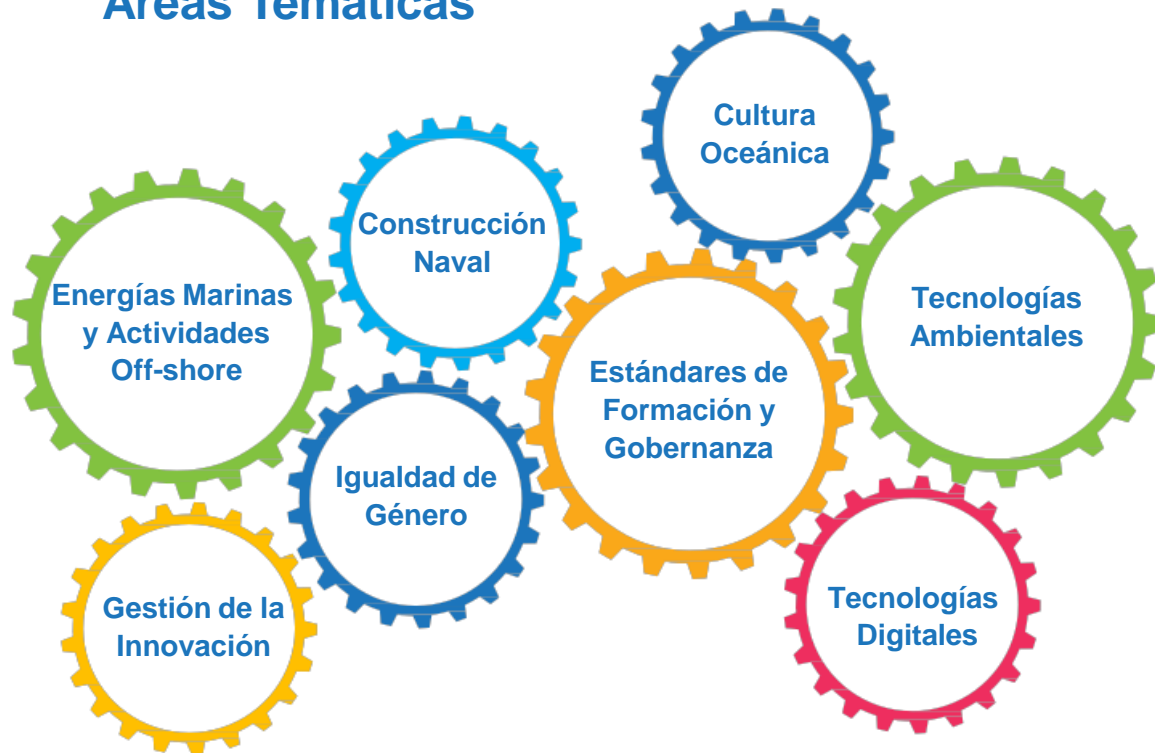 Áreas Temáticas
Cultura
Oceánica
Construcción
Naval
Energías Marinas
y Actividades
Off-shore
Tecnologías
Ambientales
Estándares de
Formación y
Gobernanza
Igualdad de
Género
Gestión de la
Innovación
Tecnologías
Digitales